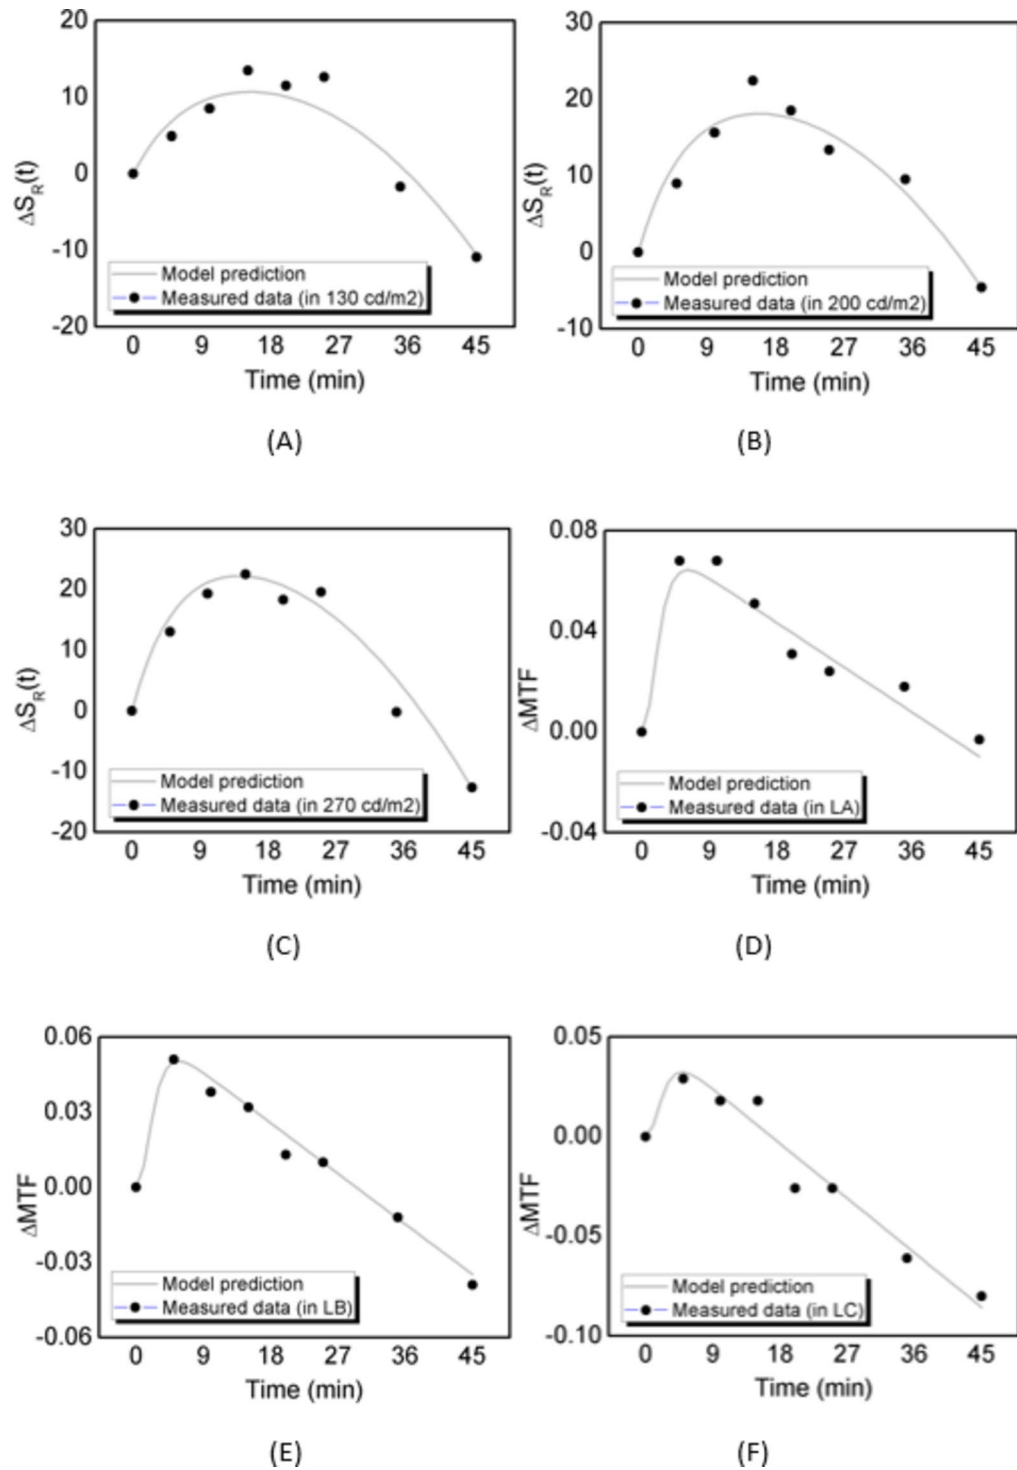 20
10
0
-10
-20
ΔS_R(t)
Model prediction
Measured data (in 130 cd/m2)
0 9 18 27 36 45
Time (min)
(A)
30
20
10
0
-10
ΔS_R(t)
Model prediction
Measured data (in 200 cd/m2)
0 9 18 27 36 45
Time (min)
(B)
30
20
10
0
-10
-20
ΔS_R(t)
Model prediction
Measured data (in 270 cd/m2)
0 9 18 27 36 45
Time (min)
(C)
0.08
0.04
0.00
-0.04
ΔMTF
Model prediction
Measured data (in LA)
0 9 18 27 36 45
Time (min)
(D)
0.06
0.03
0.00
-0.03
-0.06
ΔMTF
Model prediction
Measured data (in LB)
0 9 18 27 36 45
Time (min)
(E)
0.05
0.00
-0.05
-0.10
ΔMTF
Model prediction
Measured data (in LC)
0 9 18 27 36 45
Time (min)
(F)